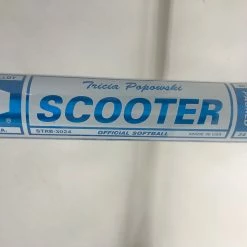 Tricia Popowski
SCOOTER
STRB-3024
OFFICIAL SOFTBALL
MADE IN USA